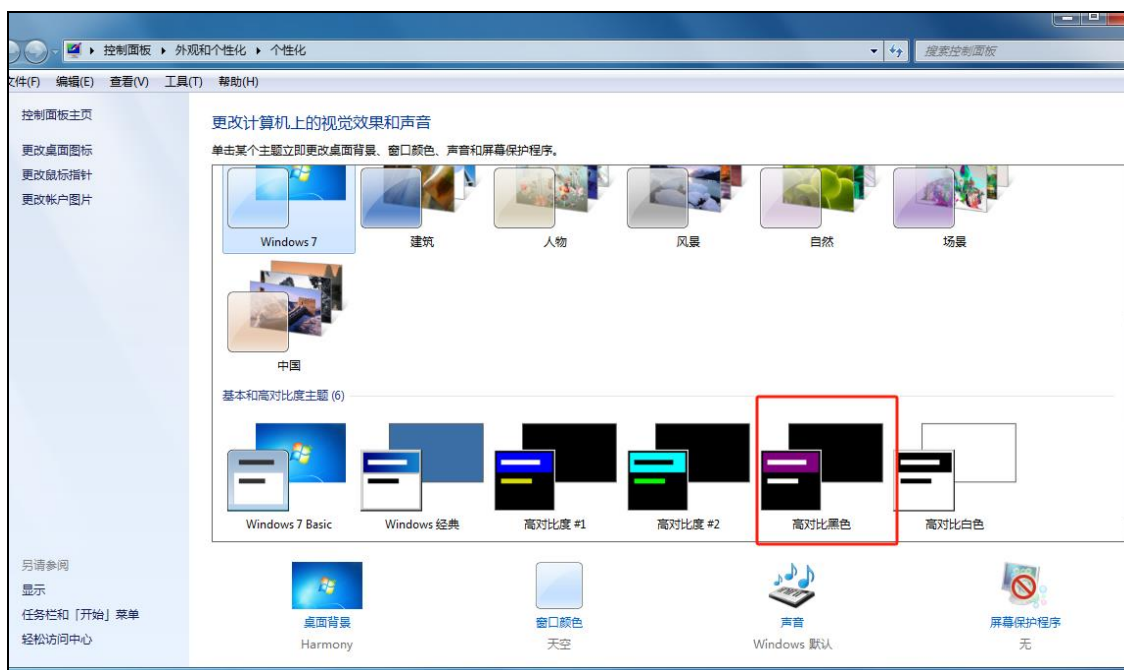 控制面板 ▸ 外观和个性化 ▸ 个性化
搜索控制面板
文件(F) 编辑(E) 查看(V) 工具(T) 帮助(H)
控制面板主页
更改桌面图标
更改鼠标指针
更改帐户图片
更改计算机上的视觉效果和声音
单击某个主题立即更改桌面背景、窗口颜色、声音和屏幕保护程序。
Windows 7 建筑 人物 风景 自然 场景
中国
基本和高对比度主题 (6)
Windows 7 Basic Windows 经典 高对比度 #1 高对比度 #2 高对比黑色 高对比白色
另请参阅
显示
任务栏和「开始」菜单
轻松访问中心
桌面背景 窗口颜色 声音 屏幕保护程序
Harmony 天空 Windows 默认 无